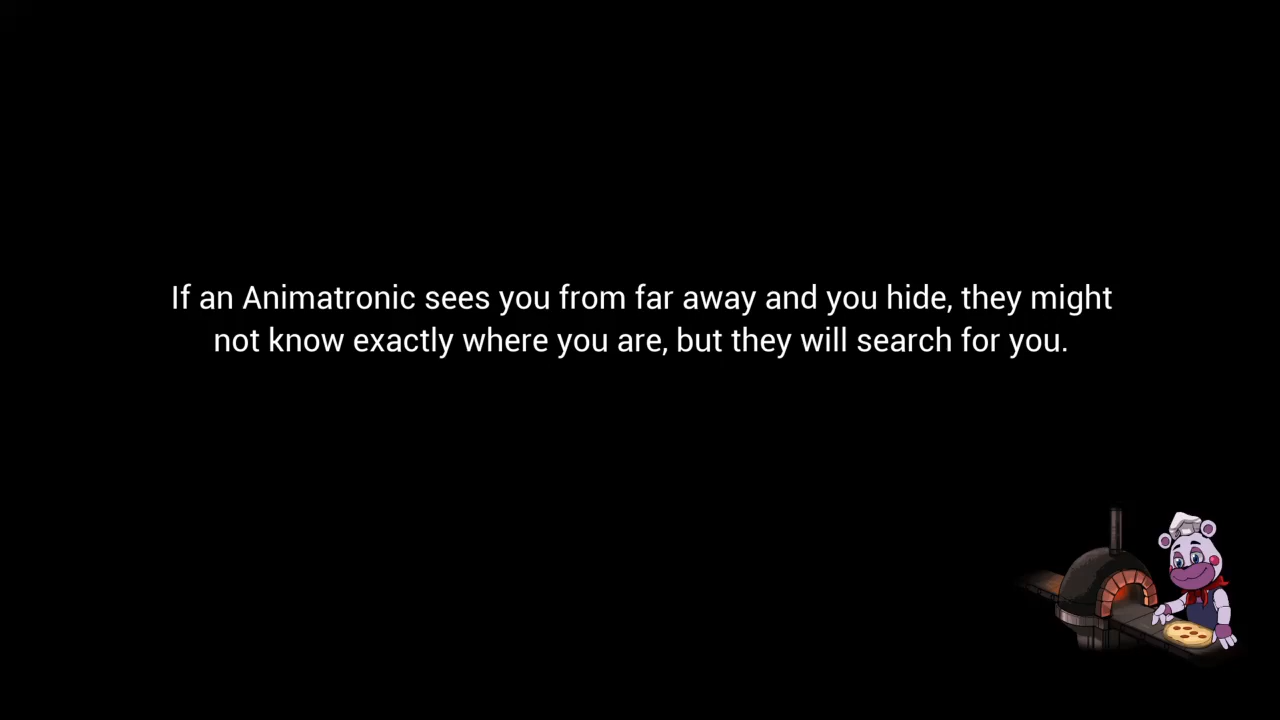 If an Animatronic sees you from far away and you hide, they might
not know exactly where you are, but they will search for you.